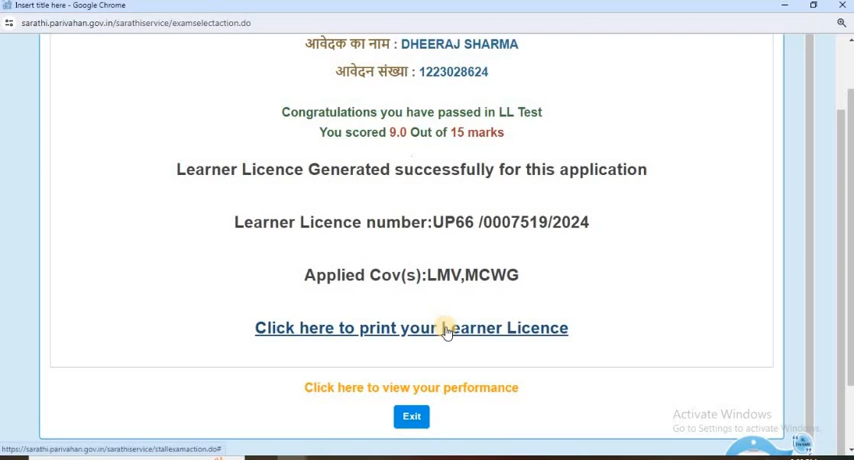 Insert title here - Google Chrome
sarathi.parivahan.gov.in/sarathiservice/examselectaction.do
आवेदक का नाम : DHEERAJ SHARMA
आवेदन संख्या : 1223028624
Congratulations you have passed in LL Test
You scored 9.0 Out of 15 marks
Learner Licence Generated successfully for this application
Learner Licence number:UP66 /0007519/2024
Applied Cov(s):LMV,MCWG
Click here to print your Learner Licence
Click here to view your performance
Exit
Activate Windows
Go to Settings to activate Windows.
https://sarathi.parivahan.gov.in/sarathiservice/stallexamaction.do#